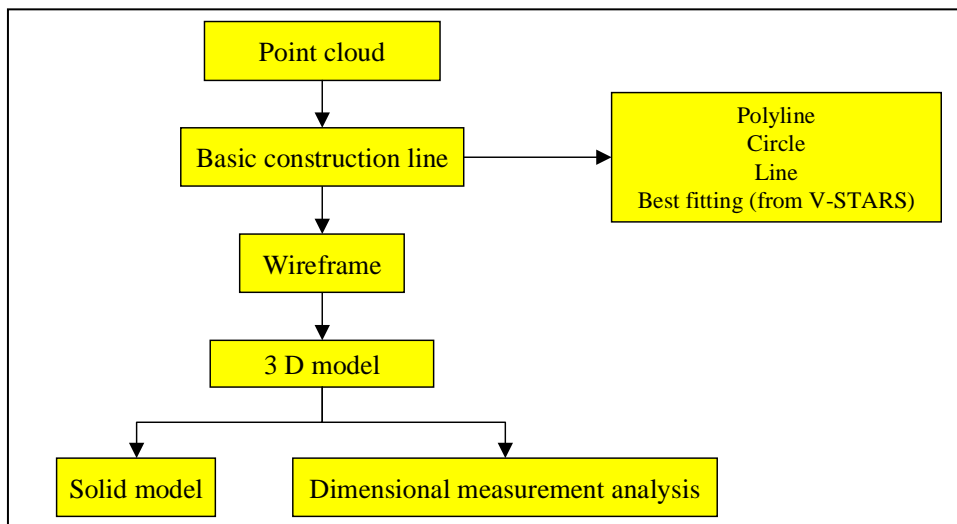 Point cloud
Basic construction line
Polyline
Circle
Line
Best fitting (from V-STARS)
Wireframe
3 D model
Solid model
Dimensional measurement analysis